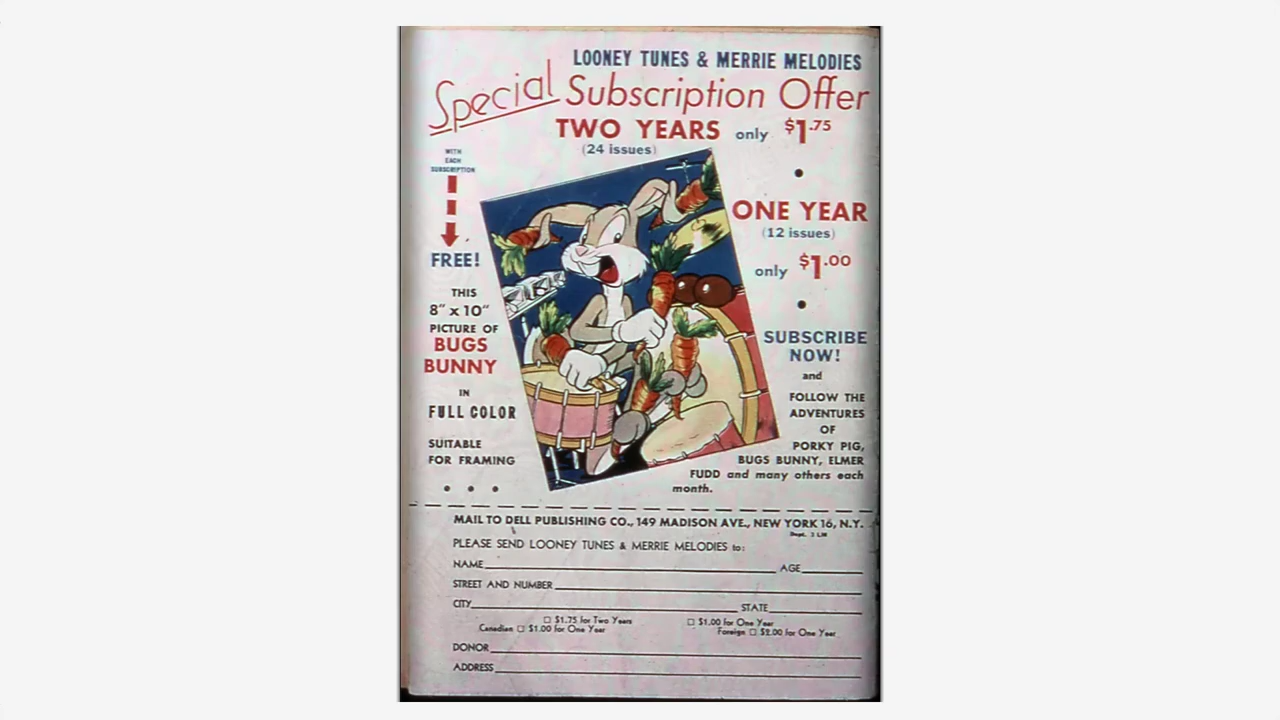 LOONEY TUNES & MERRIE MELODIES
Special Subscription Offer
TWO YEARS only $1.75
(24 issues)
WITH
EACH
SUBSCRIPTION
FREE!
THIS
8" x 10"
PICTURE OF
BUGS
BUNNY
IN
FULL COLOR
SUITABLE
FOR FRAMING
• • •
•
ONE YEAR
(12 issues)
only $1.00
•
SUBSCRIBE
NOW!
and
FOLLOW THE
ADVENTURES
OF
PORKY PIG,
BUGS BUNNY, ELMER
FUDD and many others each
month.
MAIL TO DELL PUBLISHING CO., 149 MADISON AVE., NEW YORK 16, N.Y.
Dept. 3 LM
PLEASE SEND LOONEY TUNES & MERRIE MELODIES to:
NAME AGE
STREET AND NUMBER
CITY STATE
□ $1.75 for Two Years □ $1.00 for One Year
Canadian □ $1.00 for One Year Foreign □ $2.00 for One Year
DONOR
ADDRESS